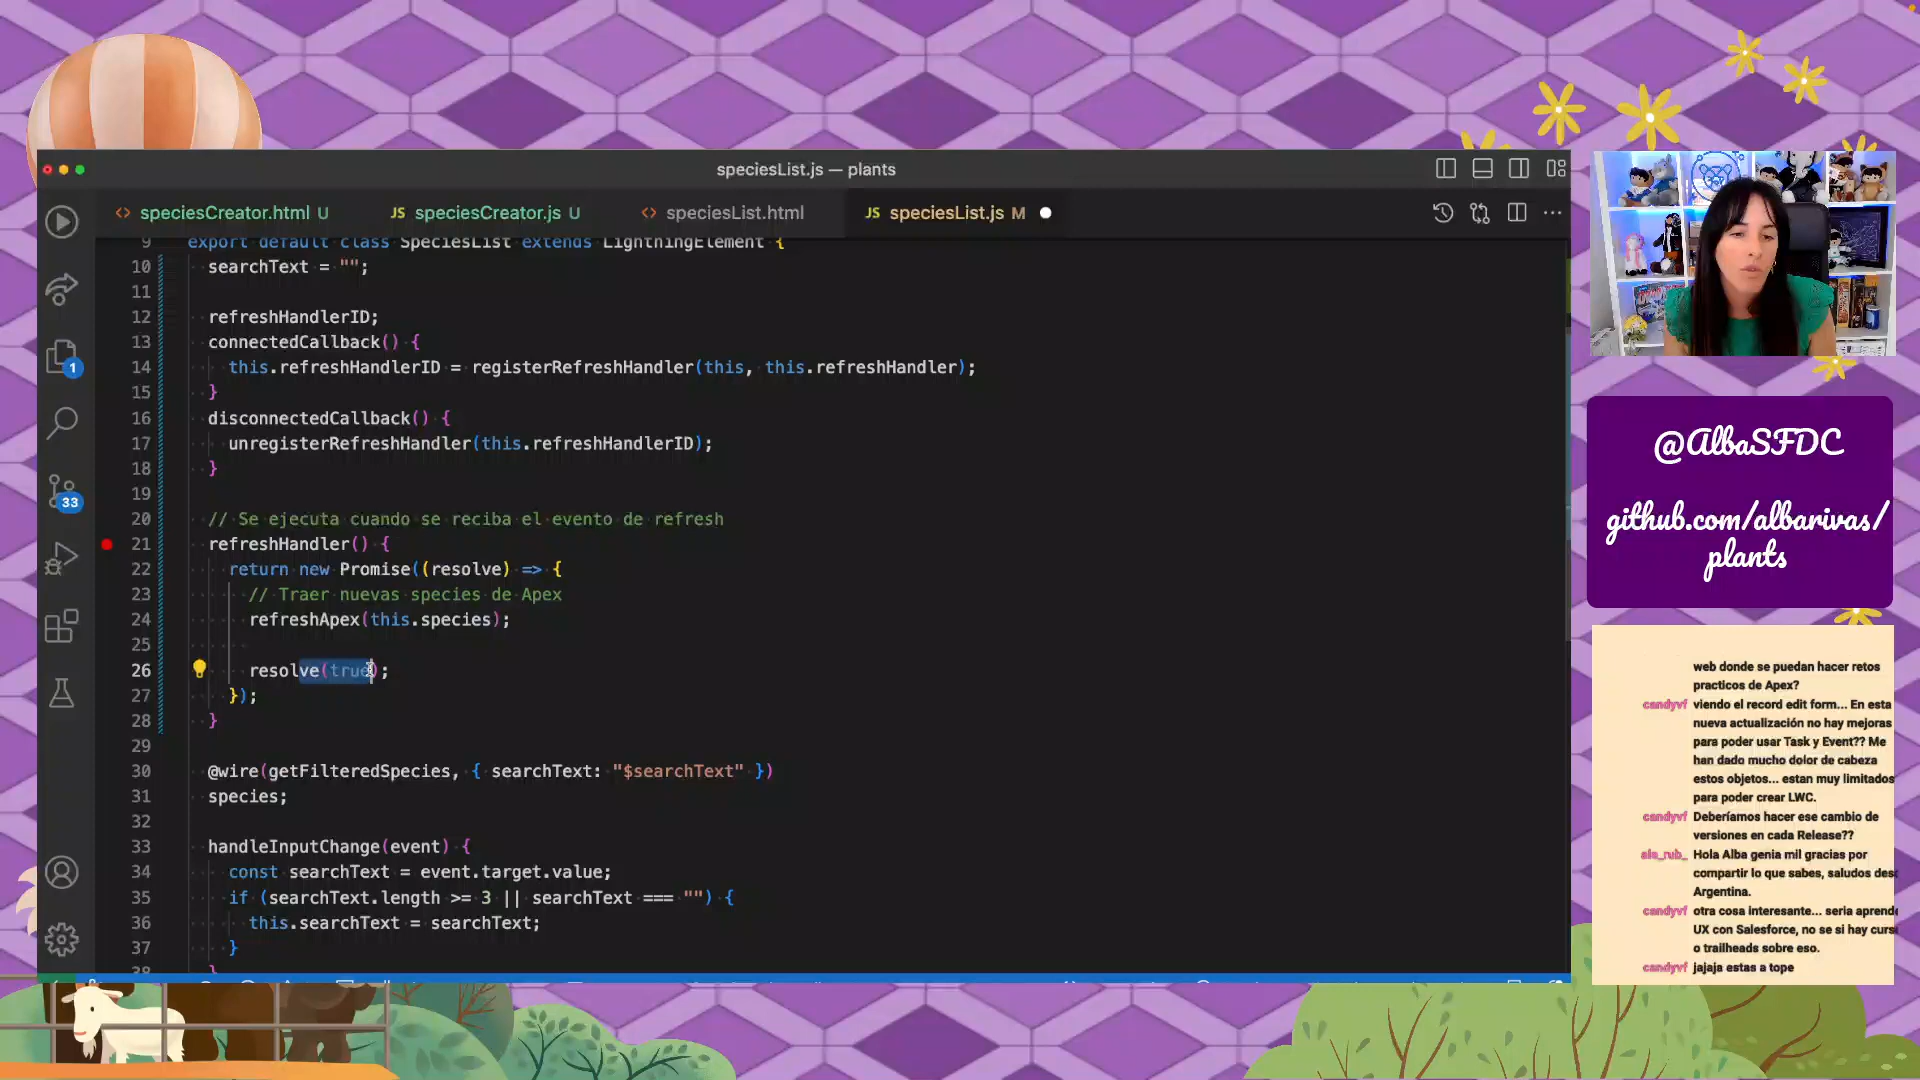 speciesList.js — plants
<> speciesCreator.html U
JS speciesCreator.js U
<> speciesList.html
JS speciesList.js M
9 export default class SpeciesList extends LightningElement {
10 searchText = "";
11
12 refreshHandlerID;
13 connectedCallback() {
14 this.refreshHandlerID = registerRefreshHandler(this, this.refreshHandler);
15 }
16 disconnectedCallback() {
17 unregisterRefreshHandler(this.refreshHandlerID);
18 }
19
20 // Se ejecuta cuando se reciba el evento de refresh
21 refreshHandler() {
22 return new Promise((resolve) => {
23 // Traer nuevas species de Apex
24 refreshApex(this.species);
25
26 resolve(true);
27 });
28 }
29
30 @wire(getFilteredSpecies, { searchText: "$searchText" })
31 species;
32
33 handleInputChange(event) {
34 const searchText = event.target.value;
35 if (searchText.length >= 3 || searchText === "") {
36 this.searchText = searchText;
37 }
38 }
1
33
@AlbaSFDC
github.com/albarivas/
plants
web donde se puedan hacer retos
practicos de Apex?
candyvf viendo el record edit form... En esta
nueva actualización no hay mejoras
para poder usar Task y Event?? Me
han dado mucho dolor de cabeza
estos objetos... estan muy limitados
para poder crear LWC.
candyvf Deberíamos hacer ese cambio de
versiones en cada Release??
ale_rub_ Hola Alba genia mil gracias por
compartir lo que sabes, saludos des
Argentina.
candyvf otra cosa interesante... seria aprend
UX con Salesforce, no se si hay curs
o trailheads sobre eso.
candyvf jajaja estas a tope